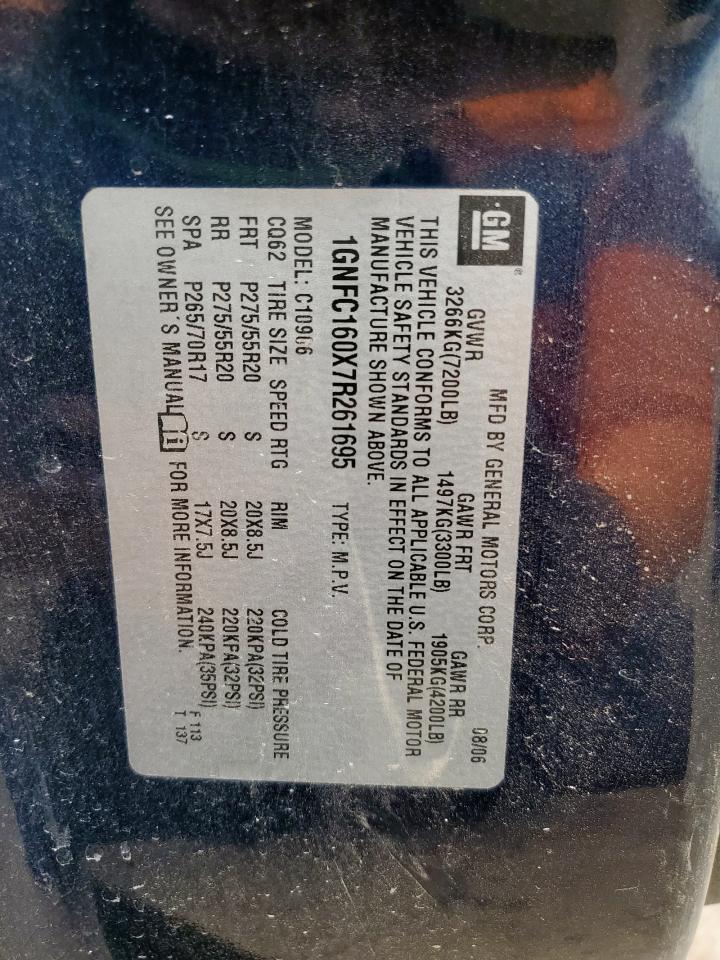 GM ®
MFD BY GENERAL MOTORS CORP. 08/06
GVWR GAWR FRT GAWR RR
3266KG(7200LB) 1497KG(3300LB) 1905KG(4200LB)
THIS VEHICLE CONFORMS TO ALL APPLICABLE U.S. FEDERAL MOTOR
VEHICLE SAFETY STANDARDS IN EFFECT ON THE DATE OF
MANUFACTURE SHOWN ABOVE.
1GNFC160X7R261695 TYPE: M.P.V.
MODEL: C10906
CQ62 TIRE SIZE SPEED RTG RIM COLD TIRE PRESSURE
FRT P275/55R20 S 20X8.5J 220KPA(32PSI)
RR P275/55R20 S 20X8.5J 220KPA(32PSI)
SPA P265/70R17 S 17X7.5J 240KPA(35PSI)
SEE OWNER'S MANUAL FOR MORE INFORMATION.
F 113
T 137